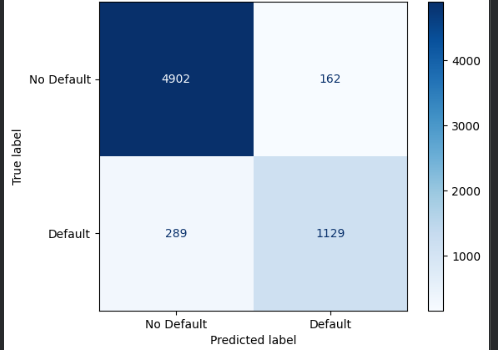 No Default
4902 162
4000
3000
True label
2000
Default
289 1129
1000
No Default Default
Predicted label